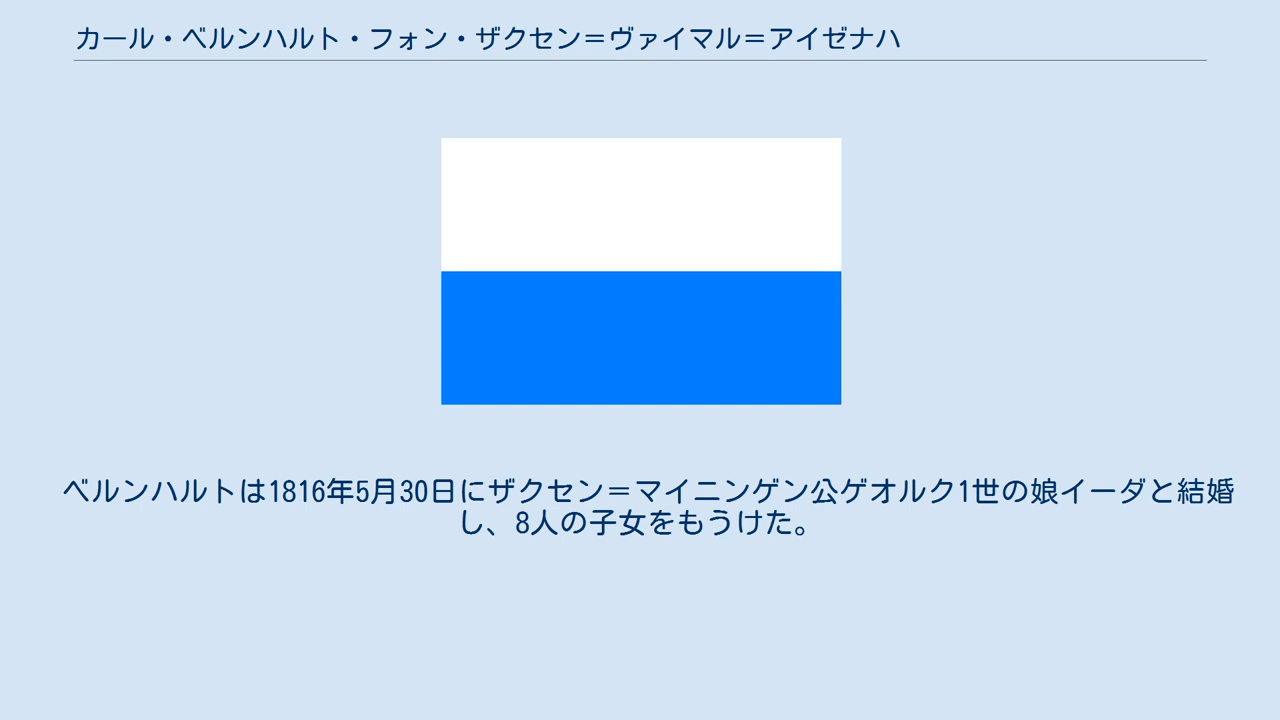 カール・ベルンハルト・フォン・ザクセン＝ヴァイマル＝アイゼナハ
ベルンハルトは1816年5月30日にザクセン＝マイニンゲン公ゲオルク1世の娘イーダと結婚
し、8人の子女をもうけた。